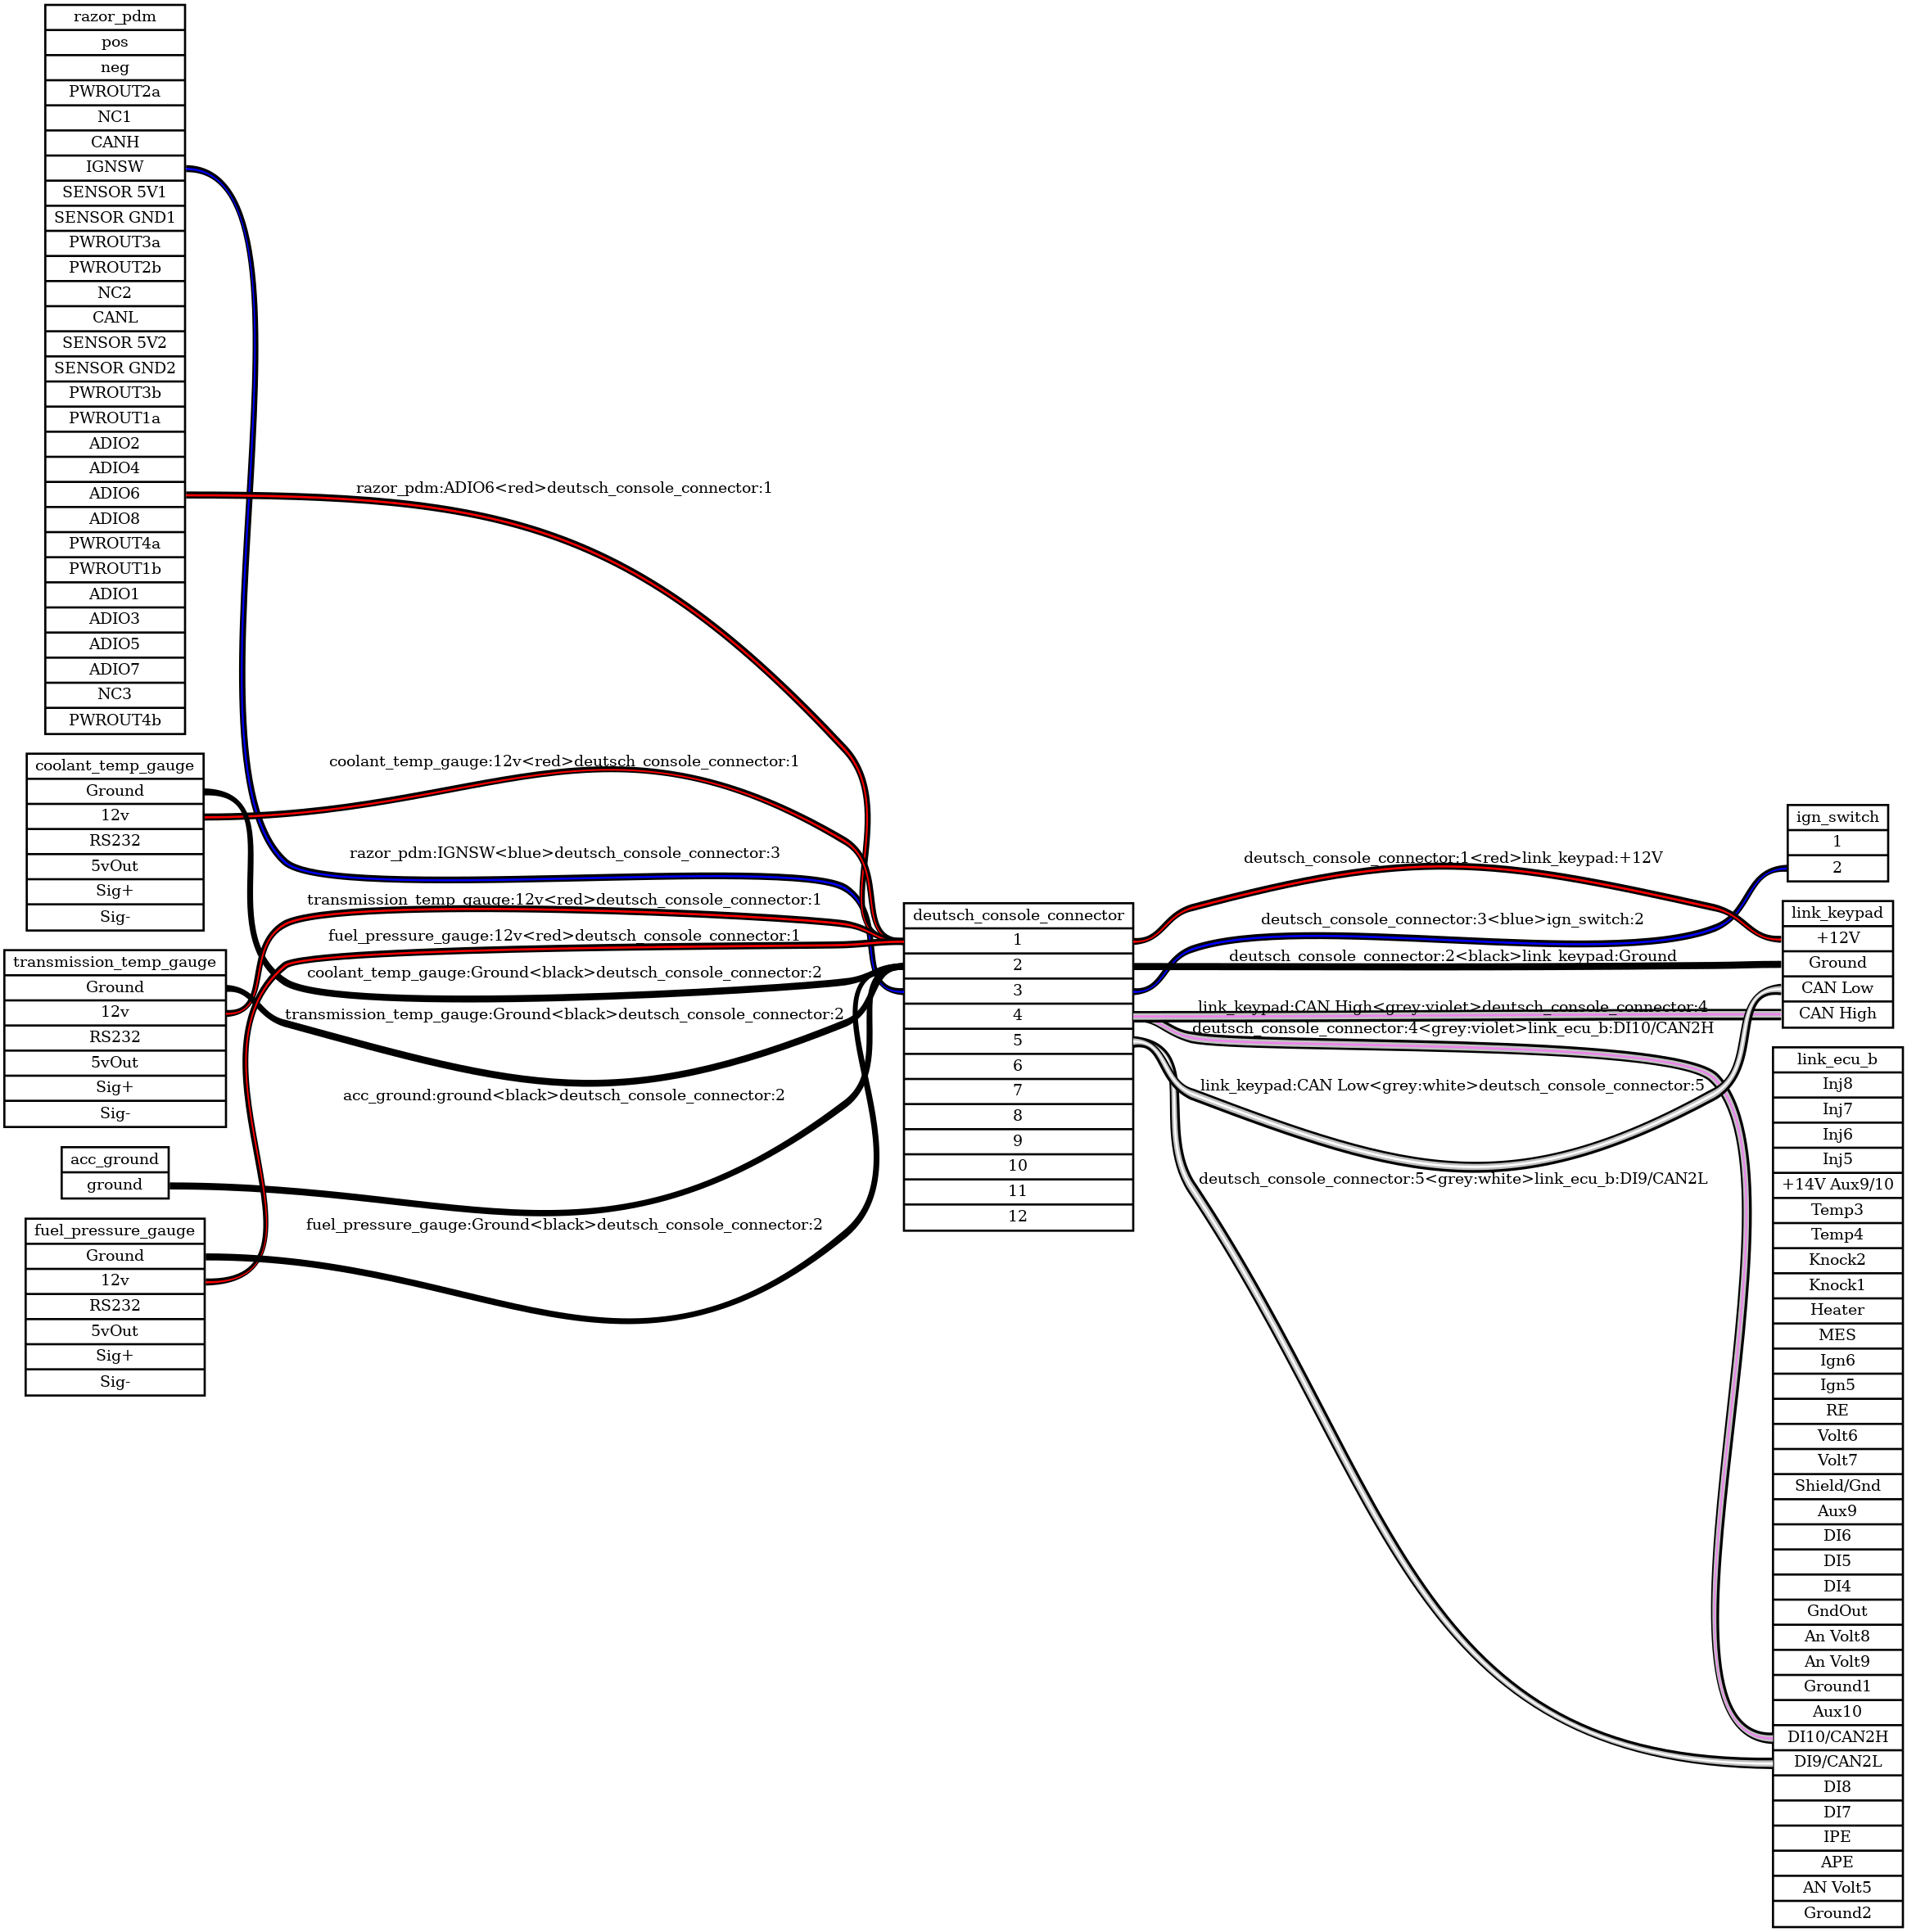 razor_pdm
pos
neg
PWROUT2a
NC1
CANH
IGNSW
SENSOR 5V1
SENSOR GND1
PWROUT3a
PWROUT2b
NC2
CANL
SENSOR 5V2
SENSOR GND2
PWROUT3b
PWROUT1a
ADIO2
ADIO4
ADIO6
ADIO8
PWROUT4a
PWROUT1b
ADIO1
ADIO3
ADIO5
ADIO7
NC3
PWROUT4b
coolant_temp_gauge
Ground
12v
RS232
5vOut
Sig+
Sig-
transmission_temp_gauge
Ground
12v
RS232
5vOut
Sig+
Sig-
acc_ground
ground
fuel_pressure_gauge
Ground
12v
RS232
5vOut
Sig+
Sig-
razor_pdm:ADIO6<red>deutsch_console_connector:1
coolant_temp_gauge:12v<red>deutsch_console_connector:1
razor_pdm:IGNSW<blue>deutsch_console_connector:3
transmission_temp_gauge:12v<red>deutsch_console_connector:1
fuel_pressure_gauge:12v<red>deutsch_console_connector:1
coolant_temp_gauge:Ground<black>deutsch_console_connector:2
transmission_temp_gauge:Ground<black>deutsch_console_connector:2
acc_ground:ground<black>deutsch_console_connector:2
fuel_pressure_gauge:Ground<black>deutsch_console_connector:2
deutsch_console_connector
1
2
3
4
5
6
7
8
9
10
11
12
deutsch_console_connector:1<red>link_keypad:+12V
deutsch_console_connector:3<blue>ign_switch:2
deutsch_console_connector:2<black>link_keypad:Ground
link_keypad:CAN High<grey:violet>deutsch_console_connector:4
deutsch_console_connector:4<grey:violet>link_ecu_b:DI10/CAN2H
link_keypad:CAN Low<grey:white>deutsch_console_connector:5
deutsch_console_connector:5<grey:white>link_ecu_b:DI9/CAN2L
ign_switch
1
2
link_keypad
+12V
Ground
CAN Low
CAN High
link_ecu_b
Inj8
Inj7
Inj6
Inj5
+14V Aux9/10
Temp3
Temp4
Knock2
Knock1
Heater
MES
Ign6
Ign5
RE
Volt6
Volt7
Shield/Gnd
Aux9
DI6
DI5
DI4
GndOut
An Volt8
An Volt9
Ground1
Aux10
DI10/CAN2H
DI9/CAN2L
DI8
DI7
IPE
APE
AN Volt5
Ground2